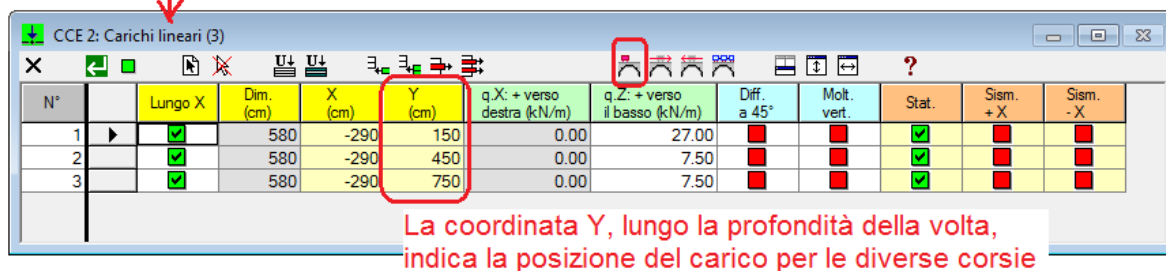 CCE 2: Carichi lineari (3)
U+ U+ ?
N° Lungo X Dim. (cm) X (cm) Y (cm) q.X: + verso destra (kN/m) q.Z: + verso il basso (kN/m) Diff. a 45° Molt. vert. Stat. Sism. + X Sism. - X
1 580 -290 150 0.00 27.00
2 580 -290 450 0.00 7.50
3 580 -290 750 0.00 7.50
La coordinata Y, lungo la profondità della volta,
indica la posizione del carico per le diverse corsie